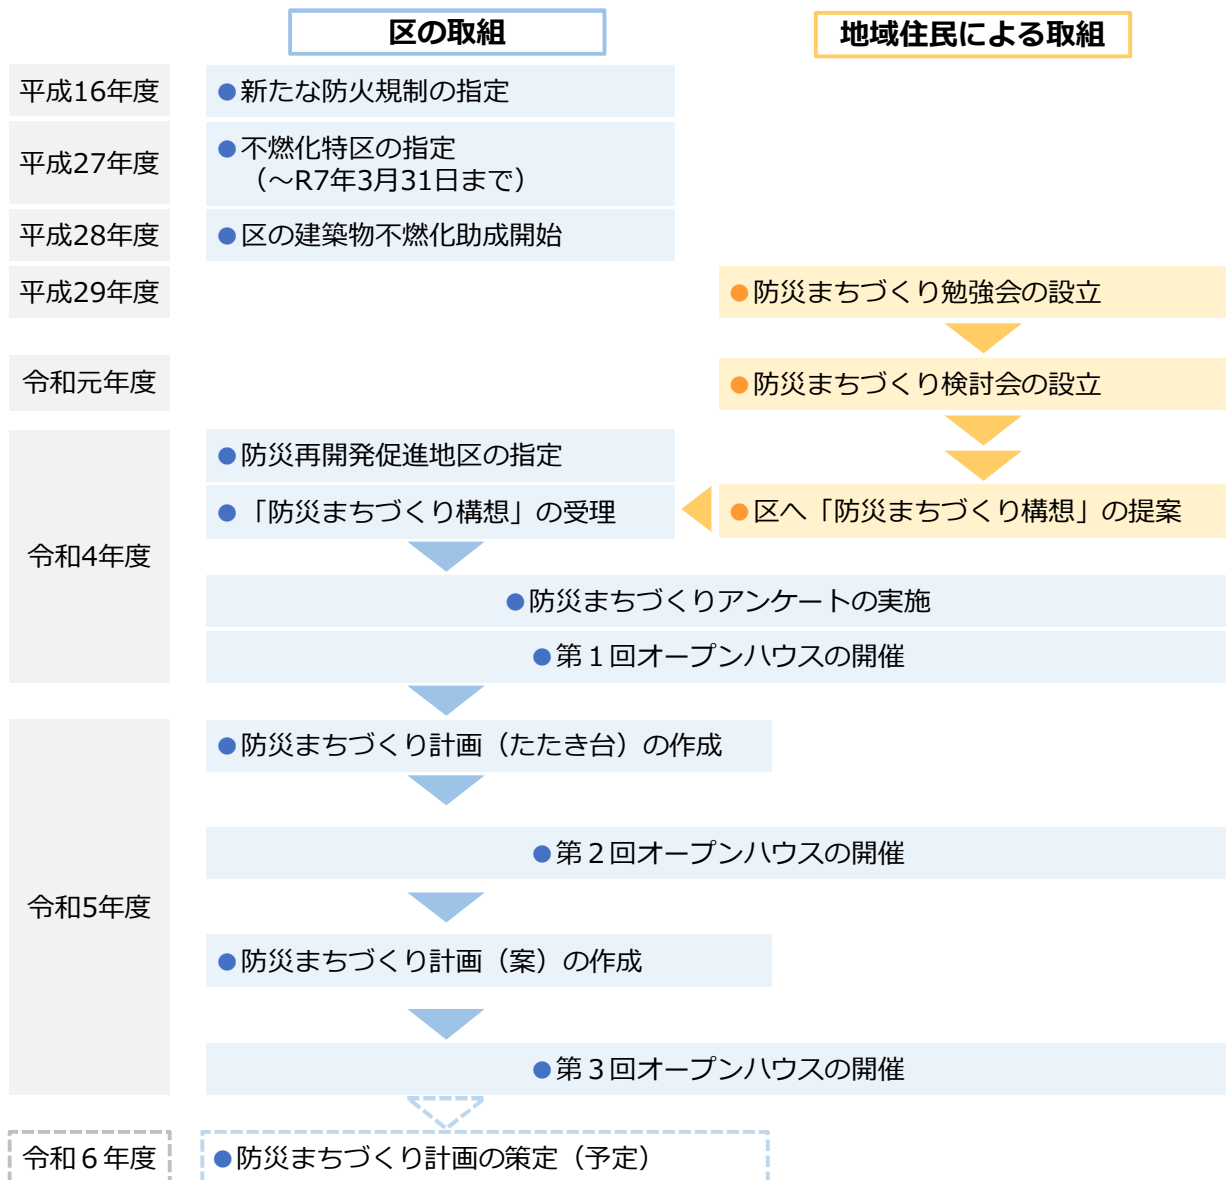 区の取組
地域住民による取組
平成16年度
●新たな防火規制の指定
平成27年度
●不燃化特区の指定
（～R7年3月31日まで）
平成28年度
●区の建築物不燃化助成開始
平成29年度
●防災まちづくり勉強会の設立
令和元年度
●防災まちづくり検討会の設立
令和4年度
●防災再開発促進地区の指定
●「防災まちづくり構想」の受理
●区へ「防災まちづくり構想」の提案
●防災まちづくりアンケートの実施
●第１回オープンハウスの開催
令和5年度
●防災まちづくり計画（たたき台）の作成
●第２回オープンハウスの開催
●防災まちづくり計画（案）の作成
●第３回オープンハウスの開催
令和６年度
●防災まちづくり計画の策定（予定）